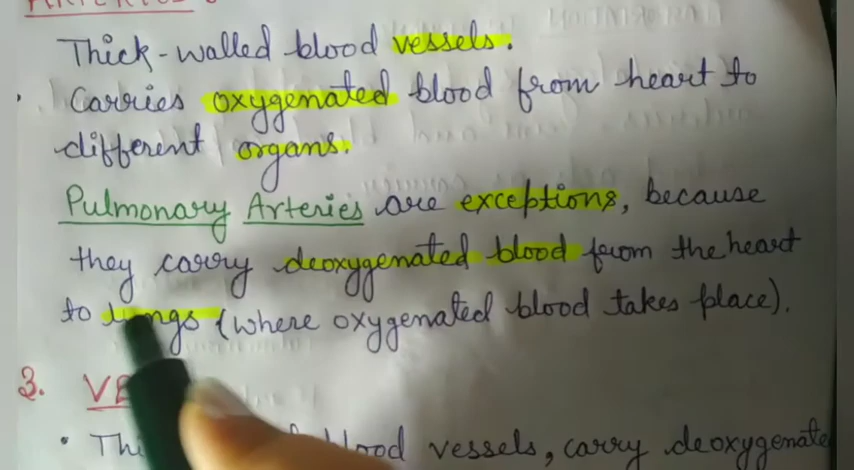 Thick-walled blood vessels.
Carries oxygenated blood from heart to
different organs.
Pulmonary Arteries are exceptions, because
they carry deoxygenated blood from the heart
to lungs (where oxygenated blood takes place).
3.
blood vessels, carry deoxygenate